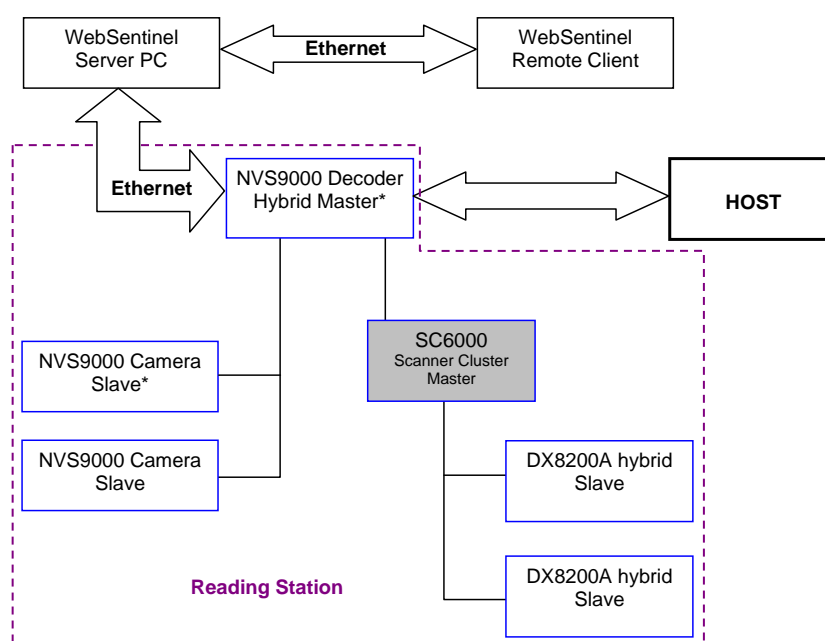 WebSentinel
Server PC
Ethernet
WebSentinel
Remote Client
Ethernet
NVS9000 Decoder
Hybrid Master*
HOST
SC6000
Scanner Cluster
Master
NVS9000 Camera
Slave*
NVS9000 Camera
Slave
DX8200A hybrid
Slave
DX8200A hybrid
Slave
Reading Station